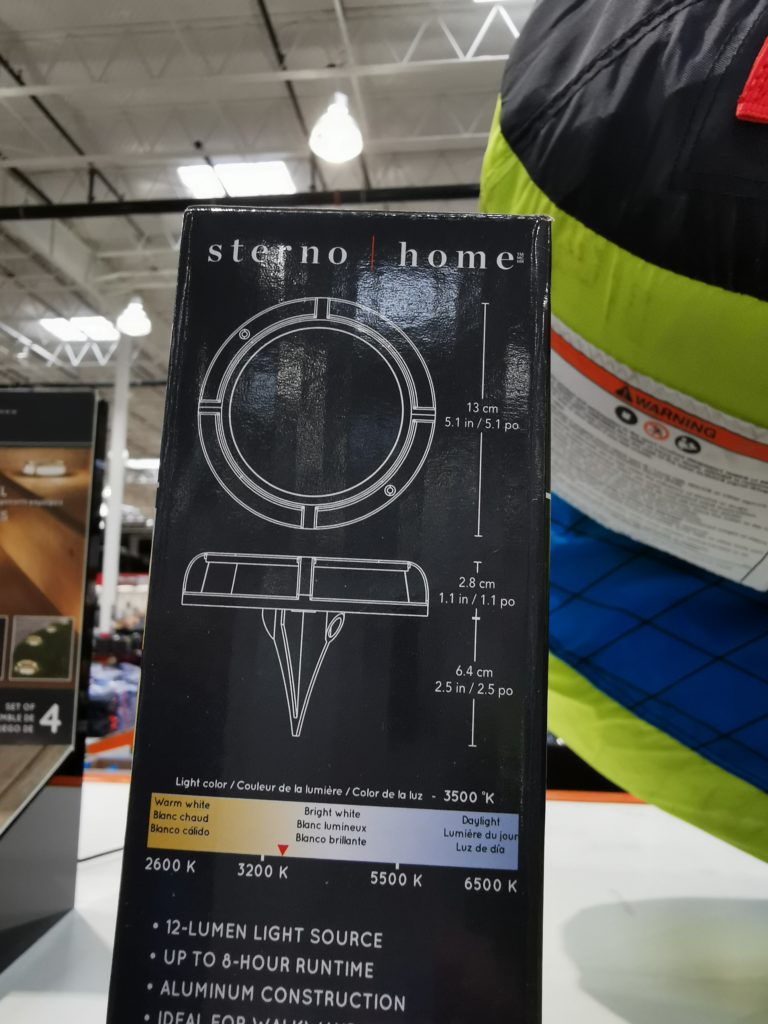 sterno | home
13 cm
5.1 in / 5.1 po
2.8 cm
1.1 in / 1.1 po
6.4 cm
2.5 in / 2.5 po
Light color / Couleur de la lumière / Color de la luz - 3500 °K
Warm white
Blanc chaud
Blanco cálido
Bright white
Blanc lumineux
Blanco brillante
Daylight
Lumière du jour
Luz de día
2600 K 3200 K 5500 K 6500 K
• 12-LUMEN LIGHT SOURCE
• UP TO 8-HOUR RUNTIME
• ALUMINUM CONSTRUCTION
• IDEAL FOR
WARNING
SET OF
4